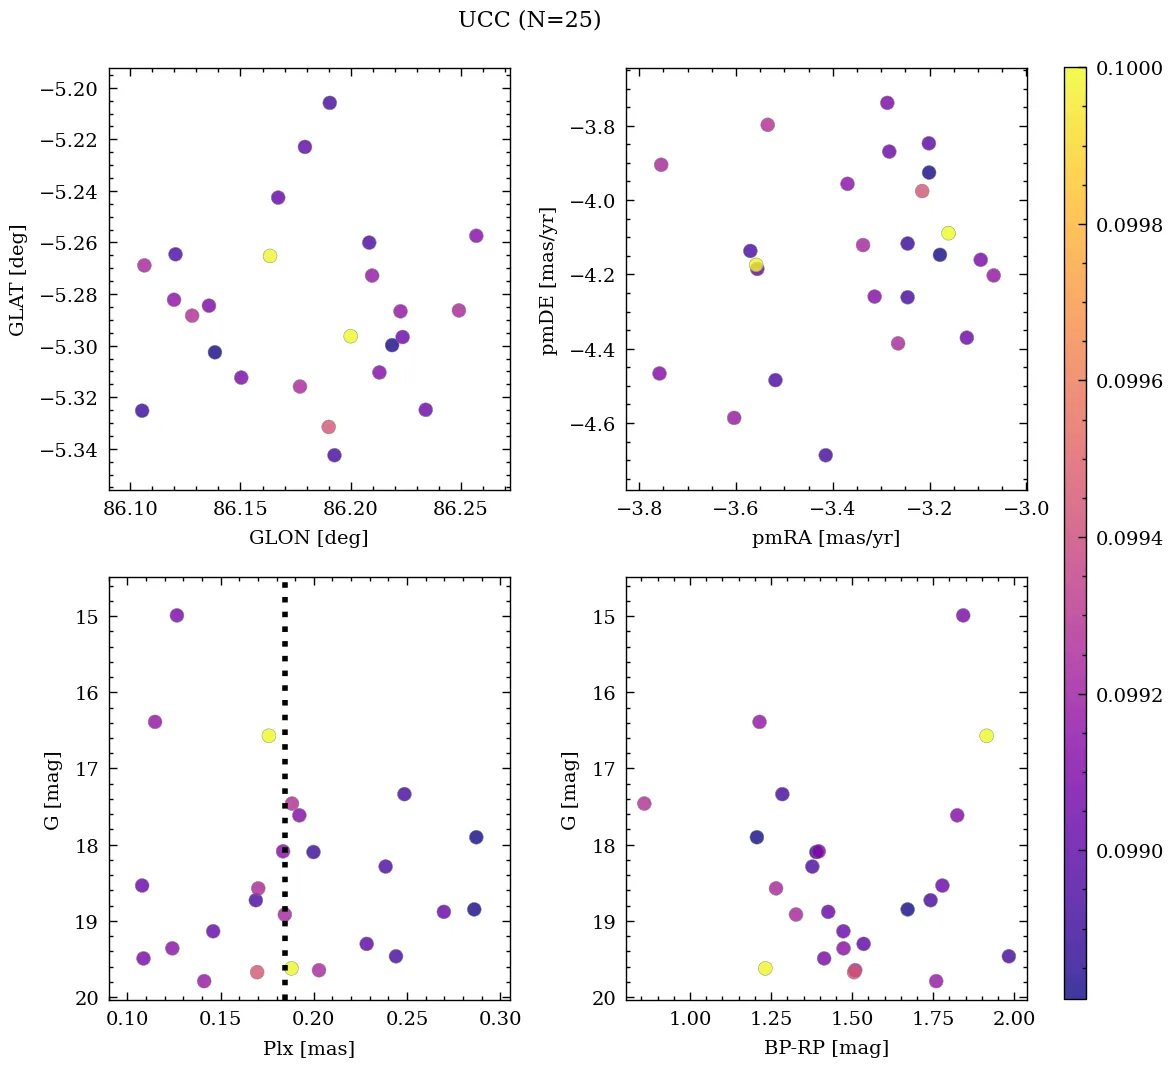 UCC (N=25)
−5.20
−5.22
−5.24
−5.26
−5.28
−5.30
−5.32
−5.34
GLAT [deg]
86.10 86.15 86.20 86.25
GLON [deg]
−3.8
−4.0
−4.2
−4.4
−4.6
pmDE [mas/yr]
−3.8 −3.6 −3.4 −3.2 −3.0
pmRA [mas/yr]
15
16
17
18
19
20
G [mag]
0.10 0.15 0.20 0.25 0.30
Plx [mas]
15
16
17
18
19
20
G [mag]
1.00 1.25 1.50 1.75 2.00
BP-RP [mag]
0.1000
0.0998
0.0996
0.0994
0.0992
0.0990